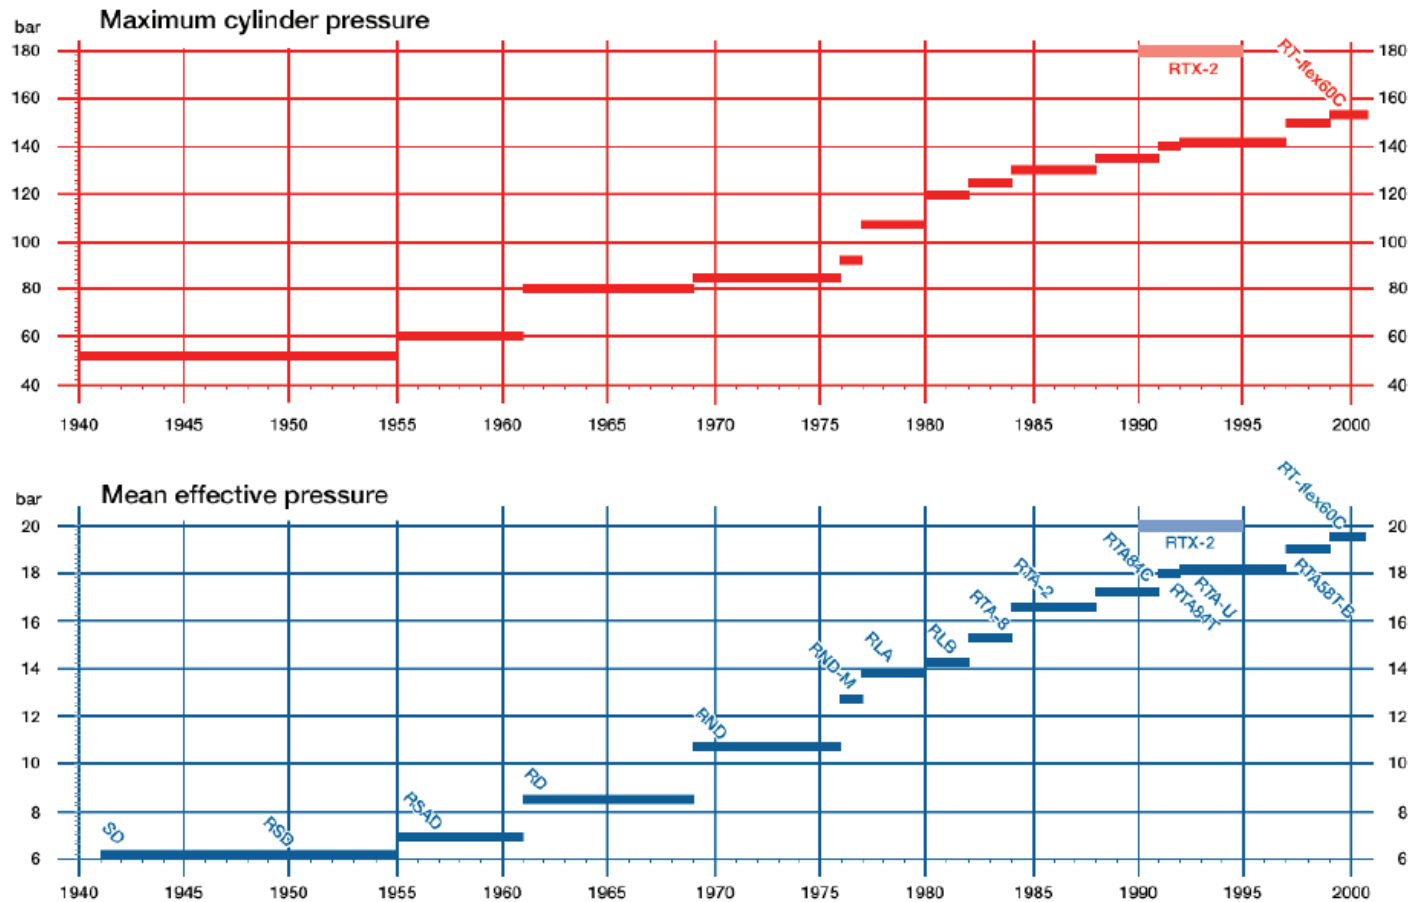 Maximum cylinder pressure
bar
180 180
RTX-2
RT-flex60C
160 160
140 140
120 120
100 100
80 80
60 60
40 40
1940 1945 1950 1955 1960 1965 1970 1975 1980 1985 1990 1995 2000
Mean effective pressure
bar
RT-flex60C
20 20
RTX-2
RTA84C
18 18
RTA-2
RTA58T-B
RTA-U
RTA84T
RTA-8
16 16
RLB
RLA
RND-M
14 14
12 12
RND
10 10
RD
8 8
RSAD
RSD
SD
6 6
1940 1945 1950 1955 1960 1965 1970 1975 1980 1985 1990 1995 2000